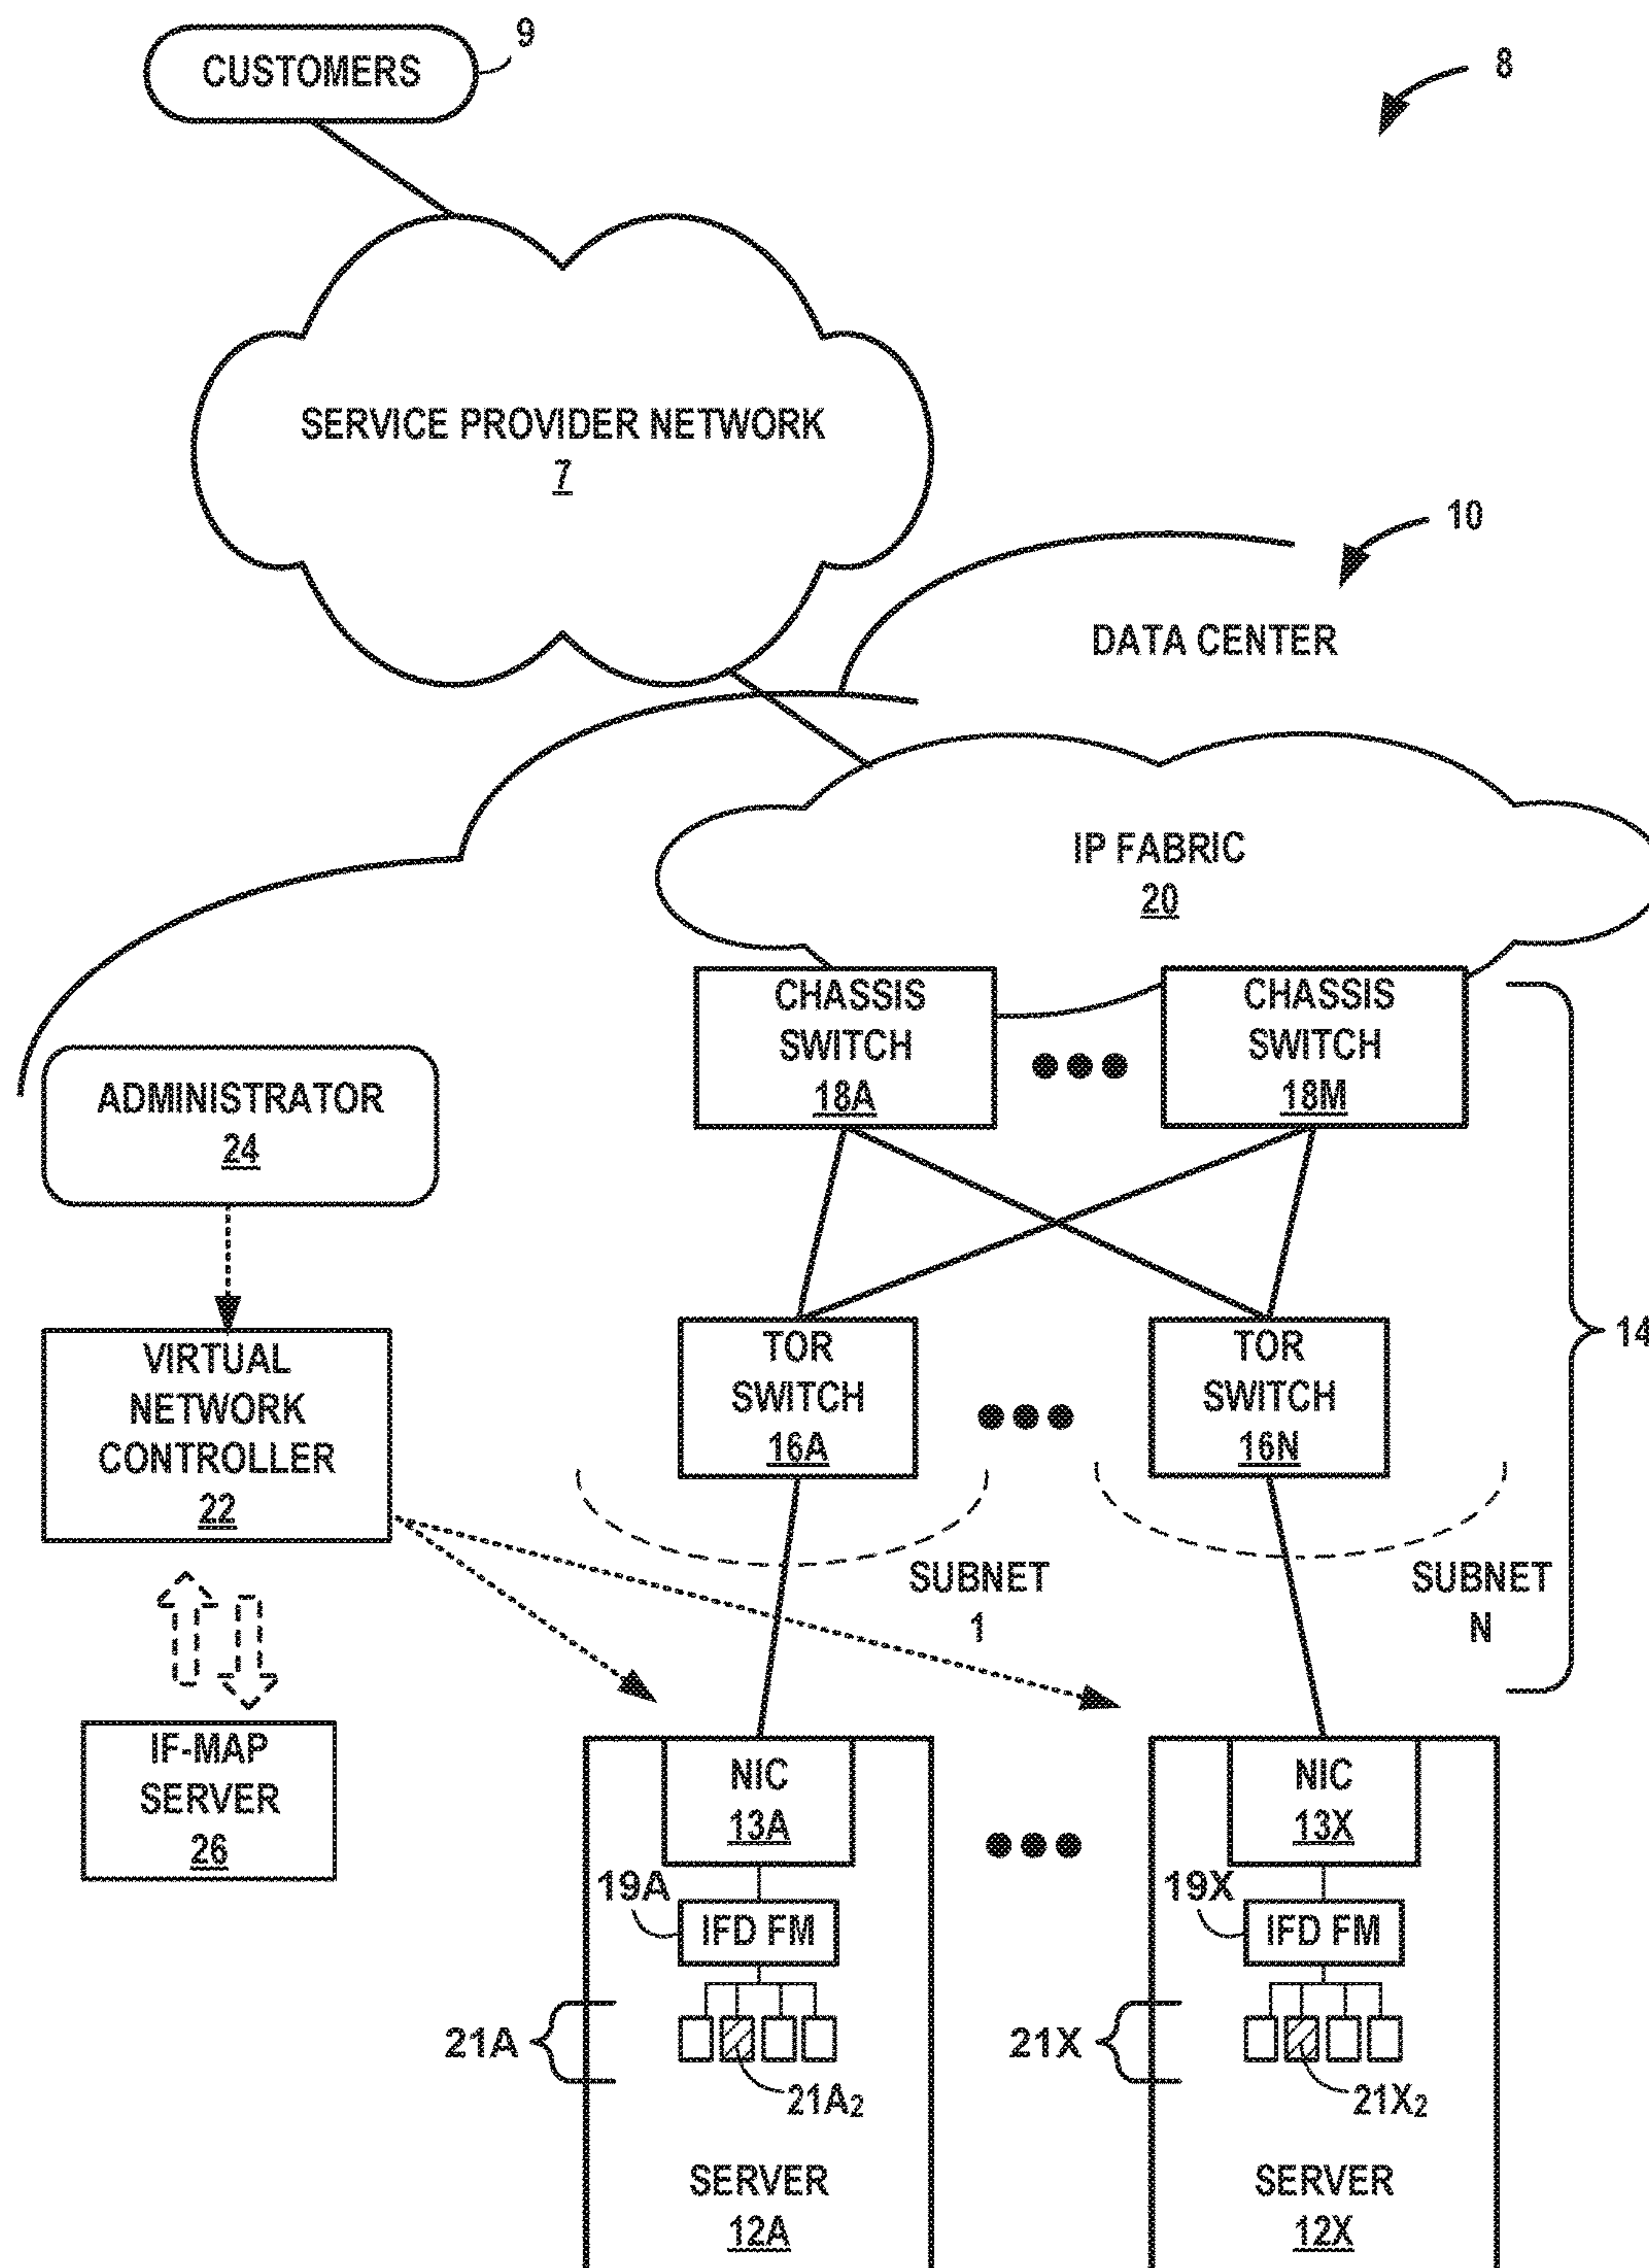 9
CUSTOMERS
8
SERVICE PROVIDER NETWORK
7
10
DATA CENTER
IP FABRIC
20
CHASSIS
SWITCH
18A
CHASSIS
SWITCH
18M
ADMINISTRATOR
24
14
VIRTUAL
NETWORK
CONTROLLER
22
TOR
SWITCH
16A
TOR
SWITCH
16N
SUBNET
1
SUBNET
N
IF-MAP
SERVER
26
NIC
13A
NIC
13X
19A
IFD FM
19X
IFD FM
21A
21A₂
21X
21X₂
SERVER
12A
SERVER
12X